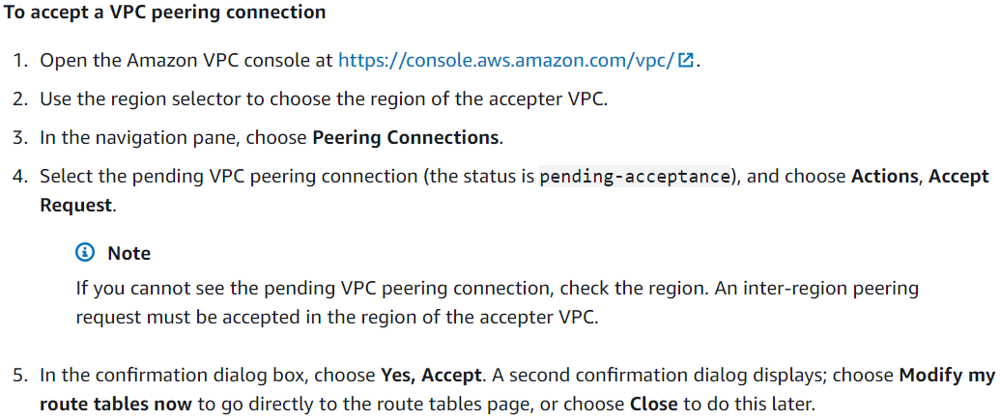 To accept a VPC peering connection
1. Open the Amazon VPC console at https://console.aws.amazon.com/vpc/.
2. Use the region selector to choose the region of the accepter VPC.
3. In the navigation pane, choose Peering Connections.
4. Select the pending VPC peering connection (the status is pending-acceptance), and choose Actions, Accept
Request.
Note
If you cannot see the pending VPC peering connection, check the region. An inter-region peering
request must be accepted in the region of the accepter VPC.
5. In the confirmation dialog box, choose Yes, Accept. A second confirmation dialog displays; choose Modify my
route tables now to go directly to the route tables page, or choose Close to do this later.